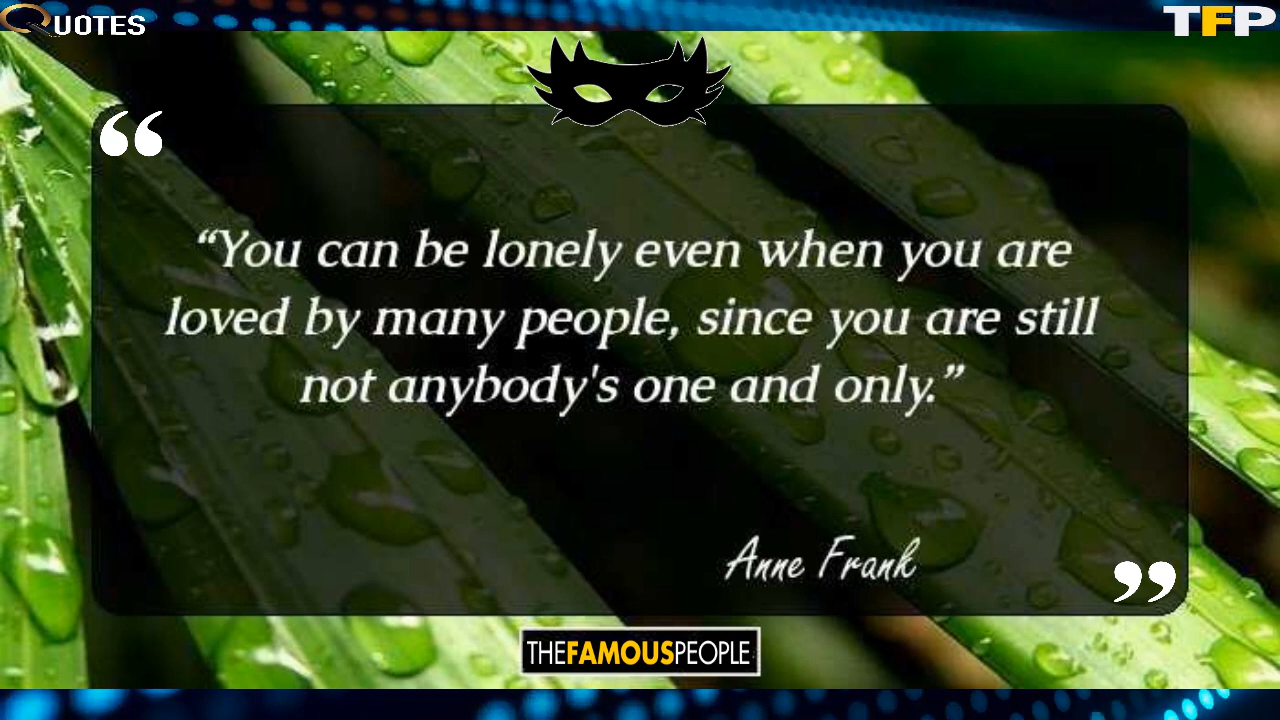 QUOTES
TFP
“
“You can be lonely even when you are
loved by many people, since you are still
not anybody's one and only.”
Anne Frank
”
THEFAMOUSPEOPLE